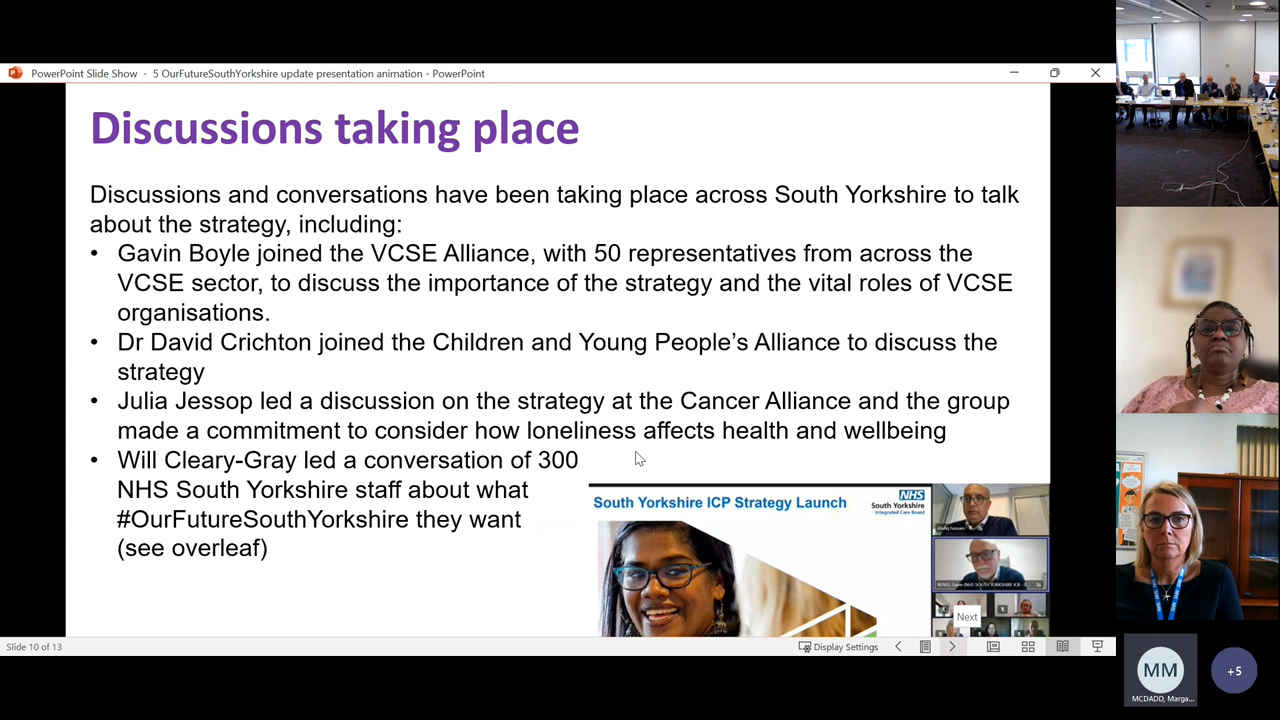 PowerPoint Slide Show - 5 OurFutureSouthYorkshire update presentation animation - PowerPoint
Discussions taking place
Discussions and conversations have been taking place across South Yorkshire to talk
about the strategy, including:
• Gavin Boyle joined the VCSE Alliance, with 50 representatives from across the
VCSE sector, to discuss the importance of the strategy and the vital roles of VCSE
organisations.
• Dr David Crichton joined the Children and Young People's Alliance to discuss the
strategy
• Julia Jessop led a discussion on the strategy at the Cancer Alliance and the group
made a commitment to consider how loneliness affects health and wellbeing
• Will Cleary-Gray led a conversation of 300
NHS South Yorkshire staff about what
#OurFutureSouthYorkshire they want
(see overleaf)
South Yorkshire ICP Strategy Launch
NHS
South Yorkshire
Integrated Care Board
Next
Slide 10 of 13
Display Settings
MM
MCDADD, Marga...
+5